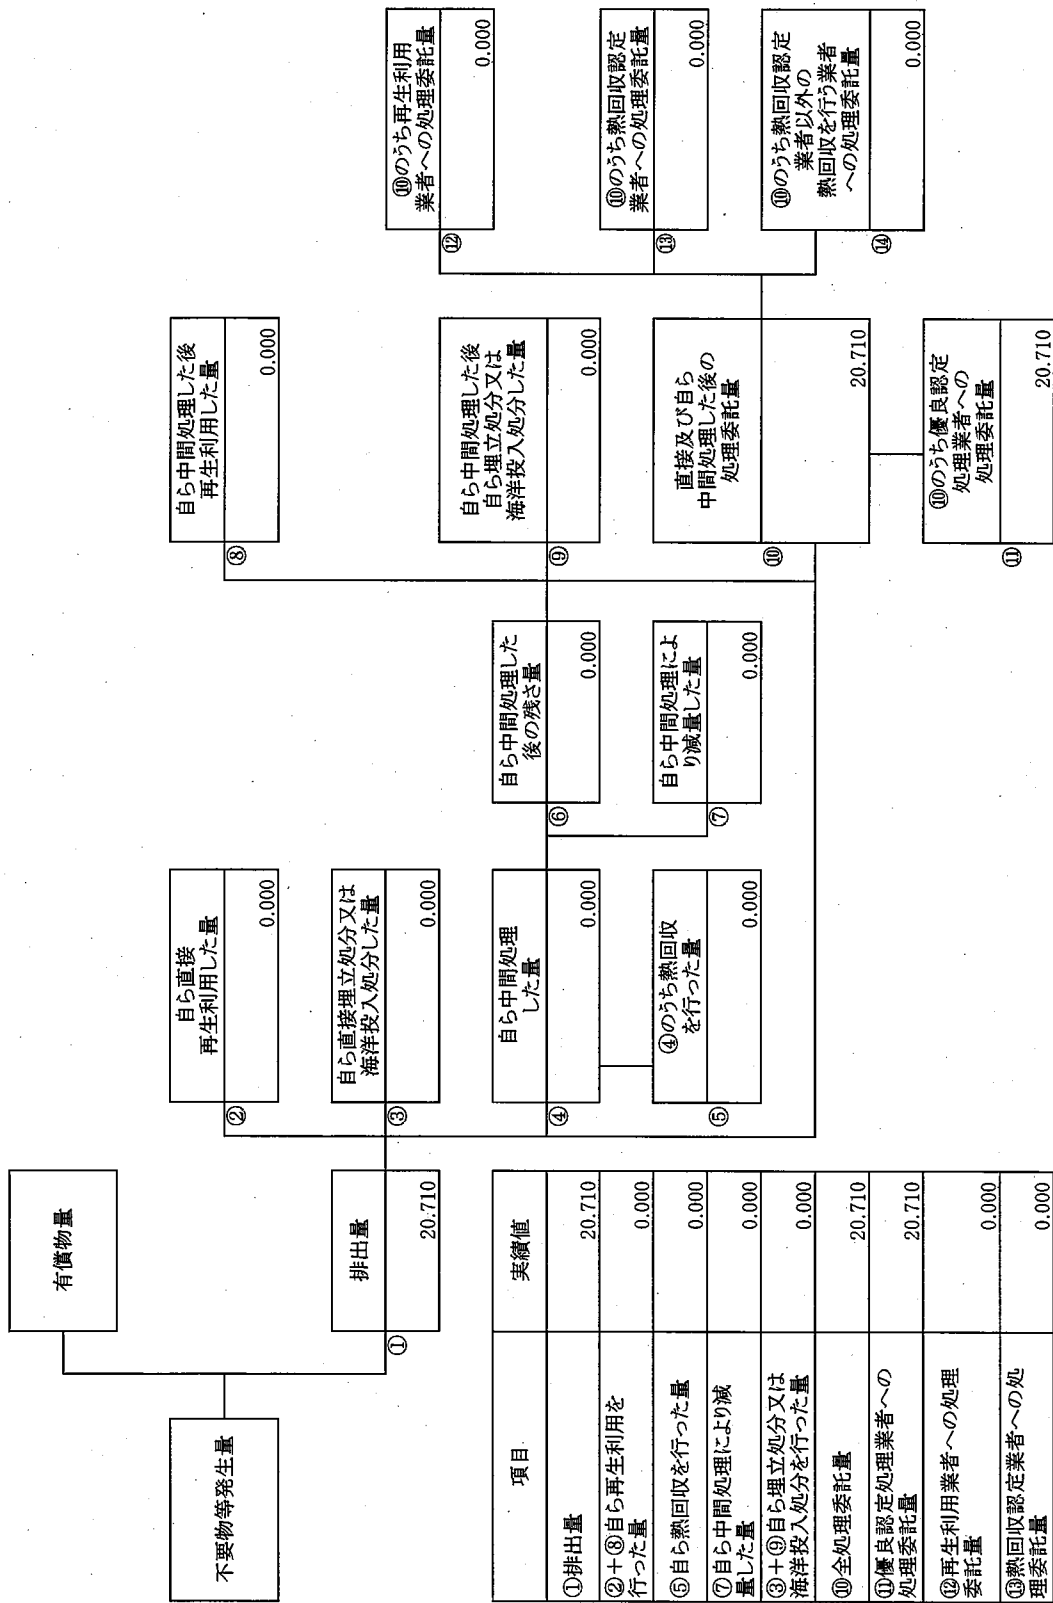 不要物等発生量
有償物量
排出量
①
20.710
自ら直接
再生利用した量
②
0.000
自ら直接埋立処分又は
海洋投入処分した量
③
0.000
自ら中間処理
した量
④
0.000
④のうち熱回収
を行った量
⑤
0.000
自ら中間処理した
後の残さ量
⑥
0.000
自ら中間処理によ
り減量した量
⑦
0.000
自ら中間処理した後
再生利用した量
⑧
0.000
自ら中間処理した後
自ら埋立処分又は
海洋投入処分した量
⑨
0.000
直接及び自ら
中間処理した後の
処理委託量
⑩
20.710
⑩のうち優良認定
処理業者への
処理委託量
⑪
20.710
⑩のうち再生利用
業者への処理委託量
⑫
0.000
⑩のうち熱回収認定
業者への処理委託量
⑬
0.000
⑩のうち熱回収認定
業者以外の
熱回収を行う業者
への処理委託量
⑭
0.000
項目
実績値
①排出量
20.710
②+⑧自ら再生利用を
行った量
0.000
⑤自ら熱回収を行った量
0.000
⑦自ら中間処理により減
量した量
0.000
③+⑨自ら埋立処分又は
海洋投入処分を行った量
0.000
⑩全処理委託量
20.710
⑪優良認定処理業者への
処理委託量
20.710
⑫再生利用業者への処理
委託量
0.000
⑬熱回収認定業者への処
理委託量
0.000